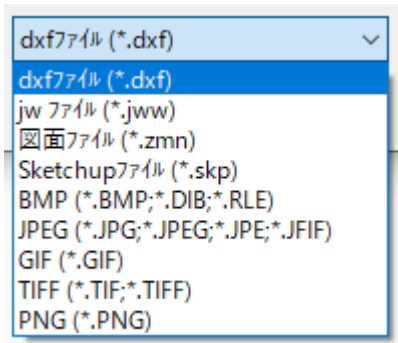 dxfﾌｧｲﾙ (*.dxf)
dxfﾌｧｲﾙ (*.dxf)
jw ﾌｧｲﾙ (*.jww)
図面ﾌｧｲﾙ (*.zmn)
Sketchupﾌｧｲﾙ (*.skp)
BMP (*.BMP;*.DIB;*.RLE)
JPEG (*.JPG;*.JPEG;*.JPE;*.JFIF)
GIF (*.GIF)
TIFF (*.TIF;*.TIFF)
PNG (*.PNG)